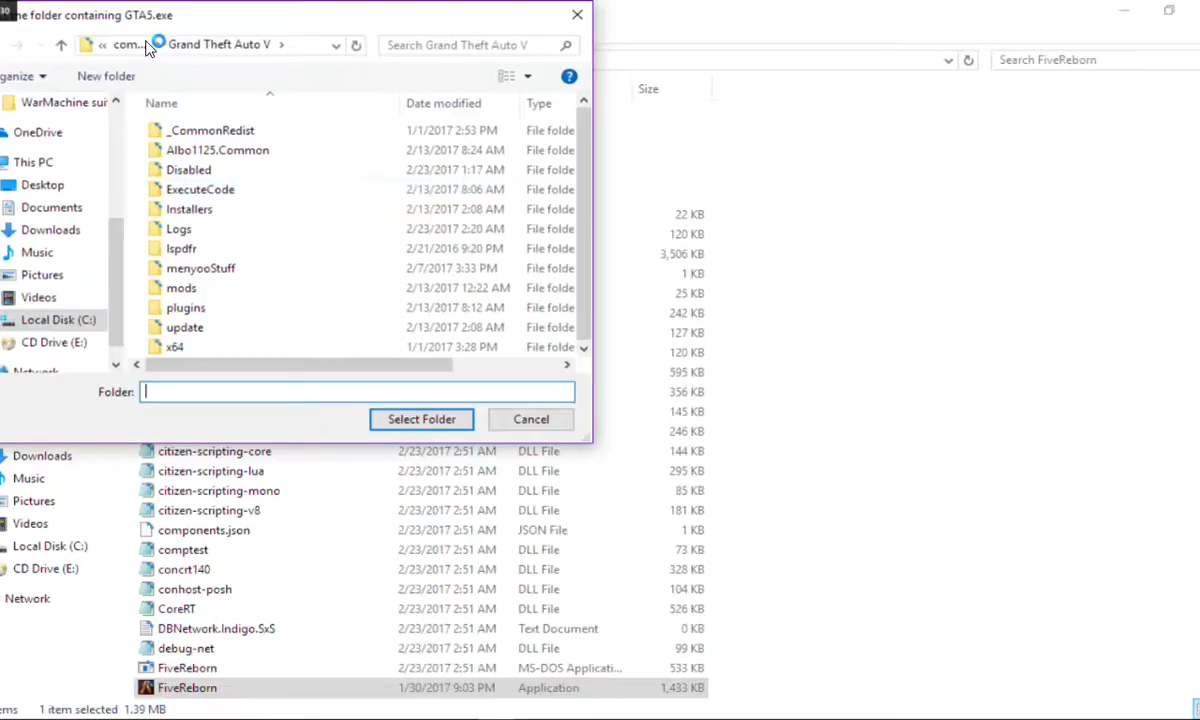 30
the folder containing GTA5.exe
« com... Grand Theft Auto V ›
Search Grand Theft Auto V
ganize
New folder
WarMachine sui
OneDrive
This PC
Desktop
Documents
Downloads
Music
Pictures
Videos
Local Disk (C:)
CD Drive (E:)
Network
Name Date modified Type
_CommonRedist 1/1/2017 2:53 PM File folde
Albo1125.Common 2/13/2017 8:24 AM File folde
Disabled 2/23/2017 1:17 AM File folde
ExecuteCode 2/13/2017 8:06 AM File folde
Installers 2/13/2017 2:08 AM File folde
Logs 2/23/2017 2:20 AM File folde
lspdfr 2/21/2016 9:20 PM File folde
menyooStuff 2/7/2017 3:33 PM File folde
mods 2/13/2017 12:22 AM File folde
plugins 2/13/2017 8:12 AM File folde
update 2/13/2017 2:08 AM File folde
x64 1/1/2017 3:28 PM File folde
Folder:
Select Folder
Cancel
Search FiveReborn
Size
22 KB
120 KB
3,506 KB
1 KB
25 KB
242 KB
127 KB
120 KB
595 KB
356 KB
145 KB
246 KB
Downloads
Music
Pictures
Videos
Local Disk (C:)
CD Drive (E:)
Network
citizen-scripting-core 2/23/2017 2:51 AM DLL File 144 KB
citizen-scripting-lua 2/23/2017 2:51 AM DLL File 295 KB
citizen-scripting-mono 2/23/2017 2:51 AM DLL File 85 KB
citizen-scripting-v8 2/23/2017 2:51 AM DLL File 181 KB
components.json 2/23/2017 2:51 AM JSON File 1 KB
comptest 2/23/2017 2:51 AM DLL File 73 KB
concrt140 2/23/2017 2:51 AM DLL File 328 KB
conhost-posh 2/23/2017 2:51 AM DLL File 104 KB
CoreRT 2/23/2017 2:51 AM DLL File 526 KB
DBNetwork.Indigo.SxS 2/23/2017 2:51 AM Text Document 0 KB
debug-net 2/23/2017 2:51 AM DLL File 99 KB
FiveReborn 2/23/2017 2:51 AM MS-DOS Applicati... 533 KB
FiveReborn 1/30/2017 9:03 PM Application 1,433 KB
ems 1 item selected 1.39 MB